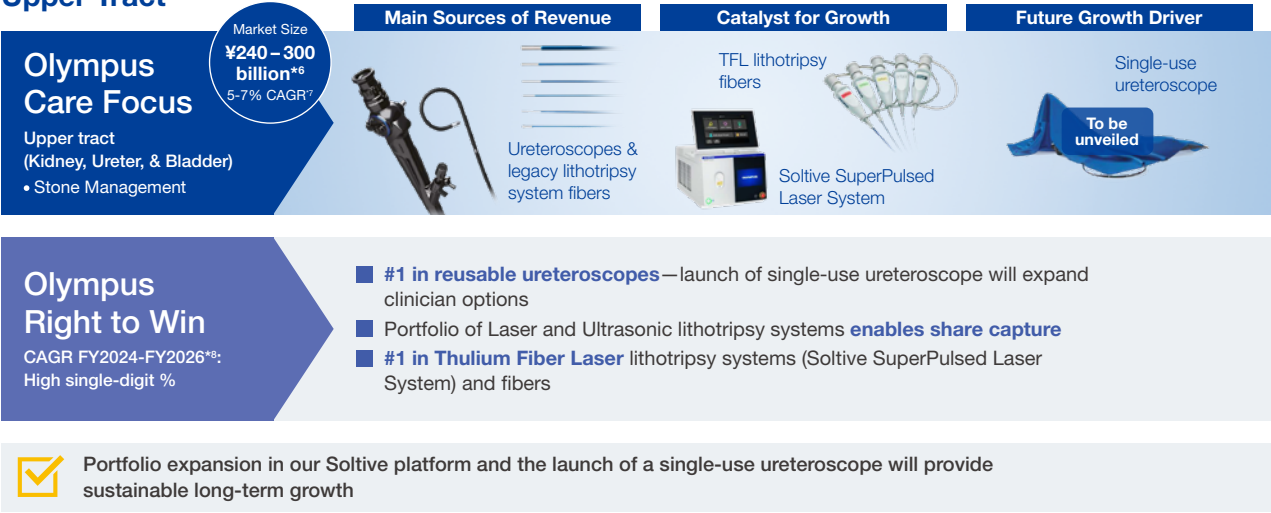 Upper Tract
Main Sources of Revenue
Catalyst for Growth
Future Growth Driver
Market Size
¥240–300
billion*6
5-7% CAGR*7
Olympus
Care Focus
Upper tract
(Kidney, Ureter, & Bladder)
• Stone Management
Ureteroscopes &
legacy lithotripsy
system fibers
TFL lithotripsy
fibers
Soltive SuperPulsed
Laser System
Single-use
ureteroscope
To be
unveiled
Olympus
Right to Win
CAGR FY2024-FY2026*8:
High single-digit %
#1 in reusable ureteroscopes—launch of single-use ureteroscope will expand
clinician options
Portfolio of Laser and Ultrasonic lithotripsy systems enables share capture
#1 in Thulium Fiber Laser lithotripsy systems (Soltive SuperPulsed Laser
System) and fibers
Portfolio expansion in our Soltive platform and the launch of a single-use ureteroscope will provide
sustainable long-term growth